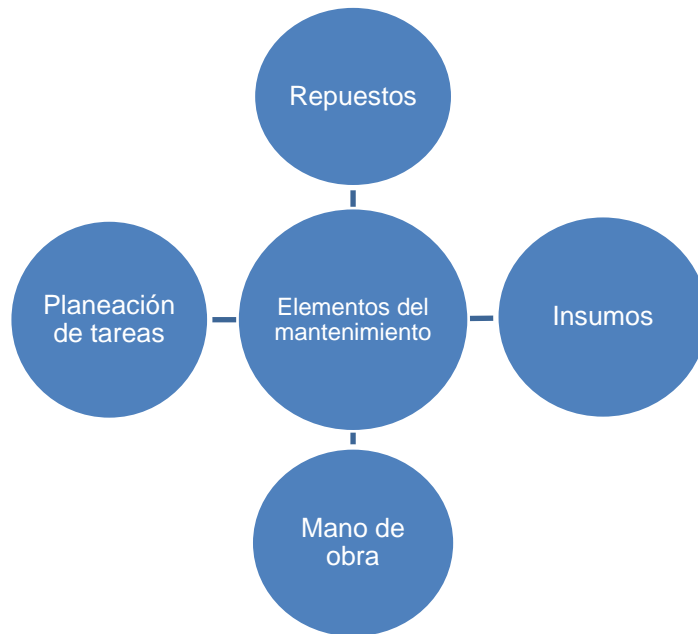 Repuestos
Planeación
de tareas
Elementos del
mantenimiento
Insumos
Mano de
obra